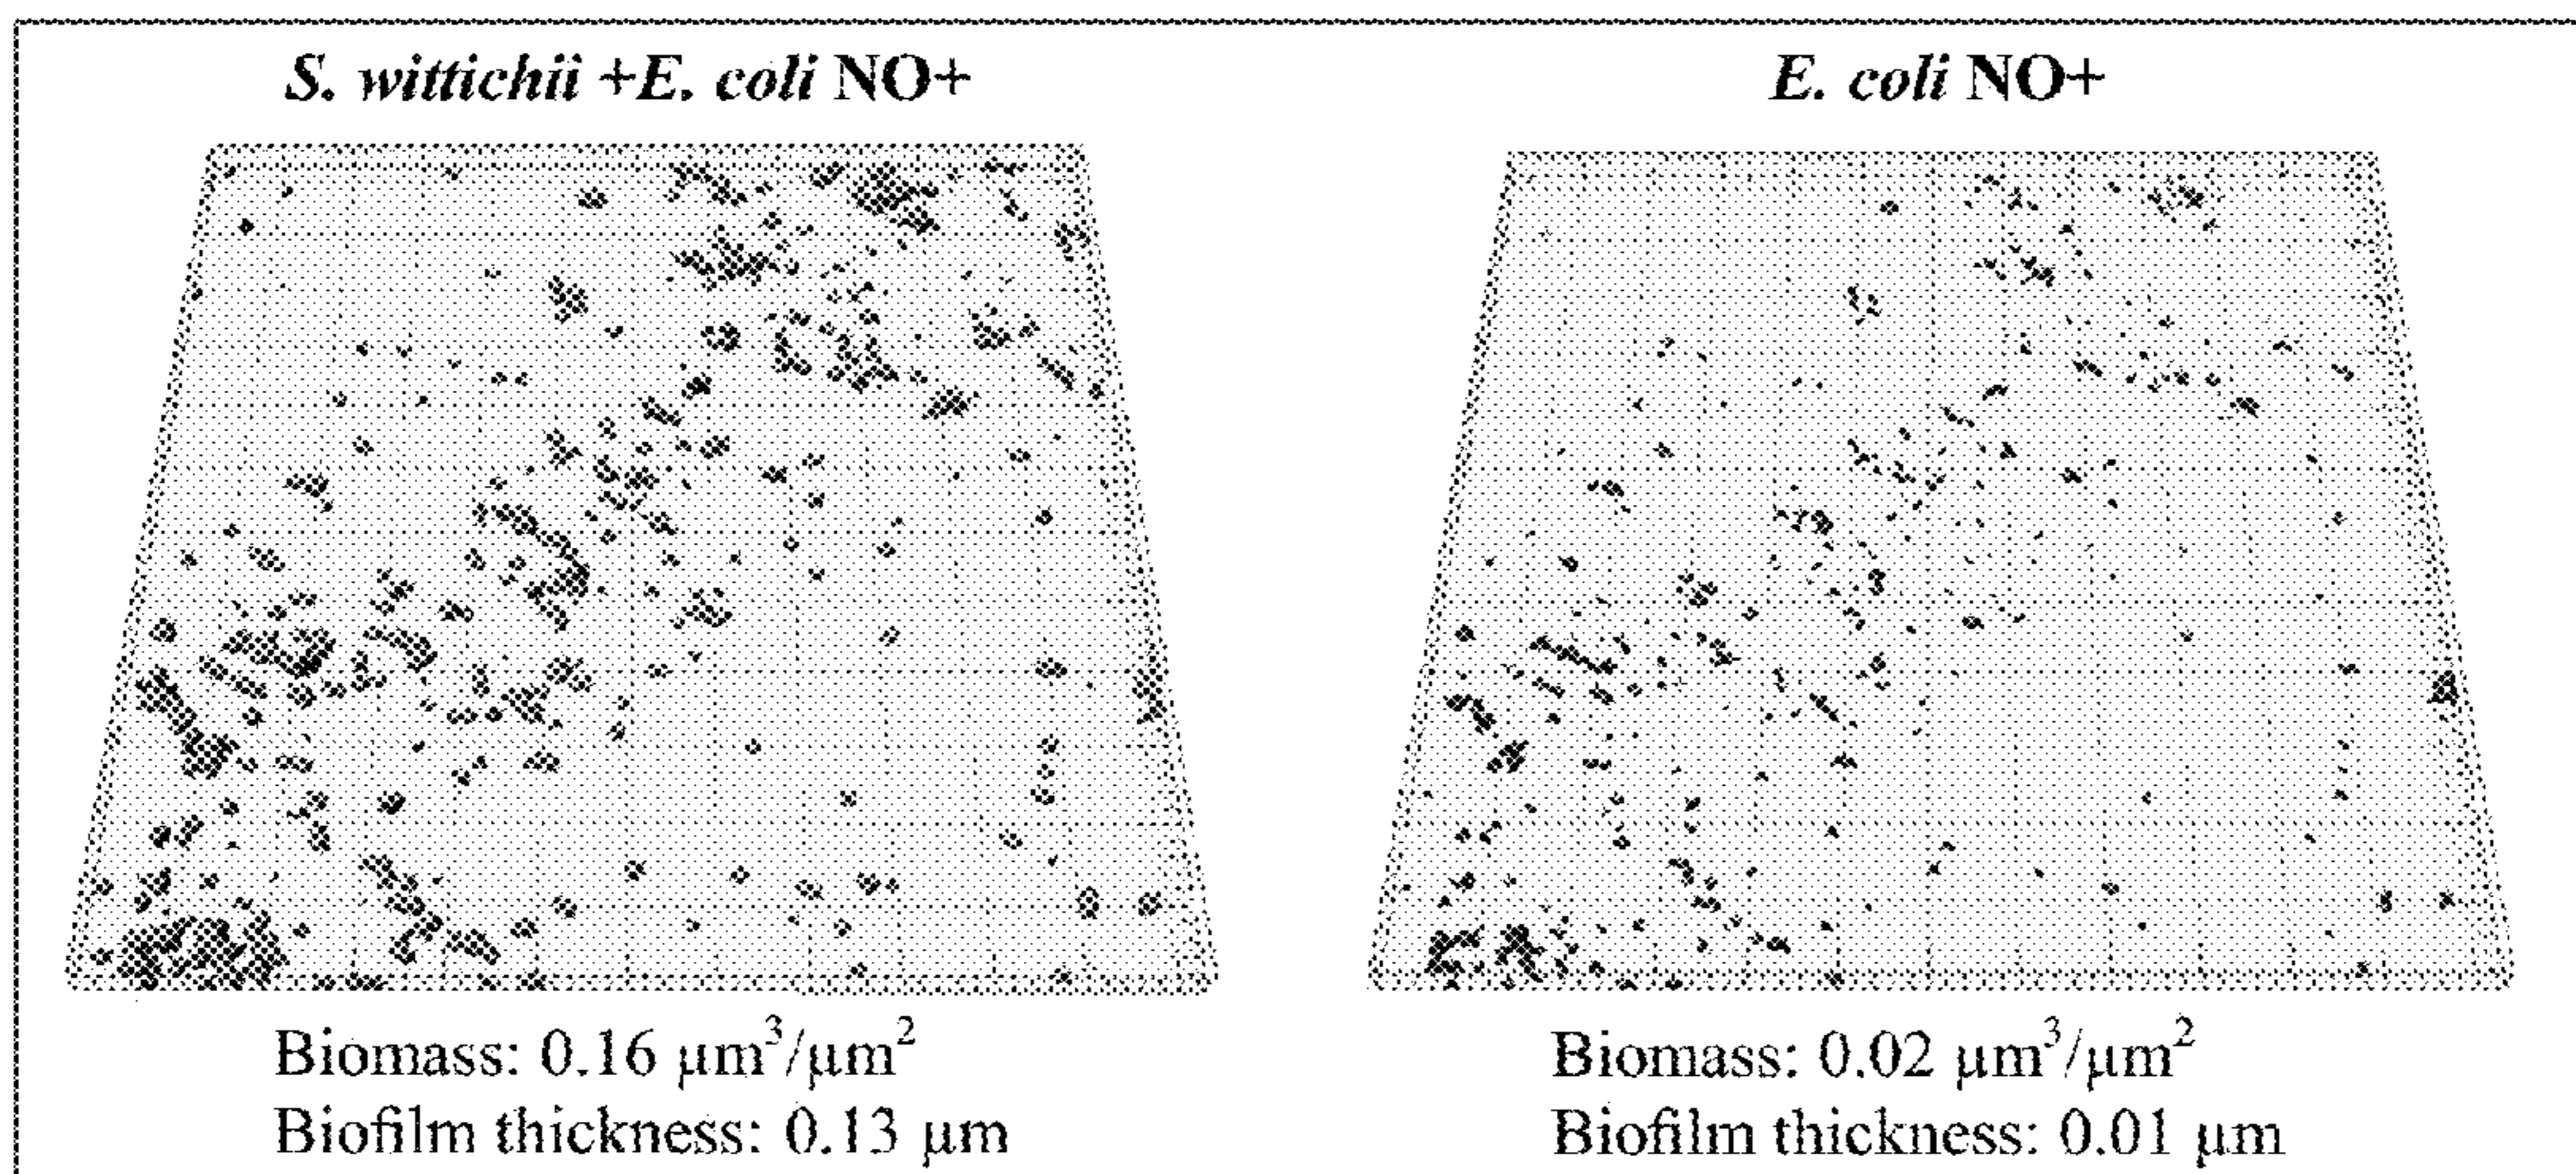 S. wittichii +E. coli NO+
E. coli NO+
Biomass: 0.16 μm³/μm²
Biofilm thickness: 0.13 μm
Biomass: 0.02 μm³/μm²
Biofilm thickness: 0.01 μm